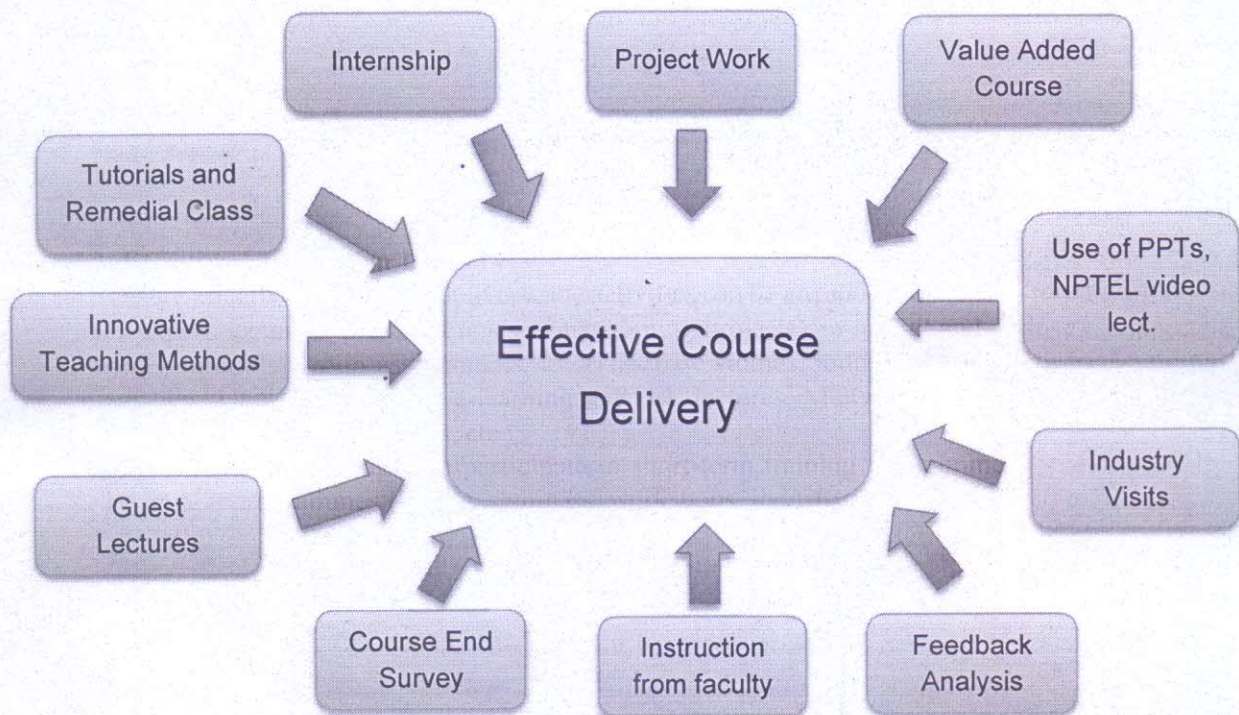 Internship
Project Work
Value Added
Course
Tutorials and
Remedial Class
Use of PPTs,
NPTEL video
lect.
Innovative
Teaching Methods
Effective Course
Delivery
Industry
Visits
Guest
Lectures
Course End
Survey
Instruction
from faculty
Feedback
Analysis